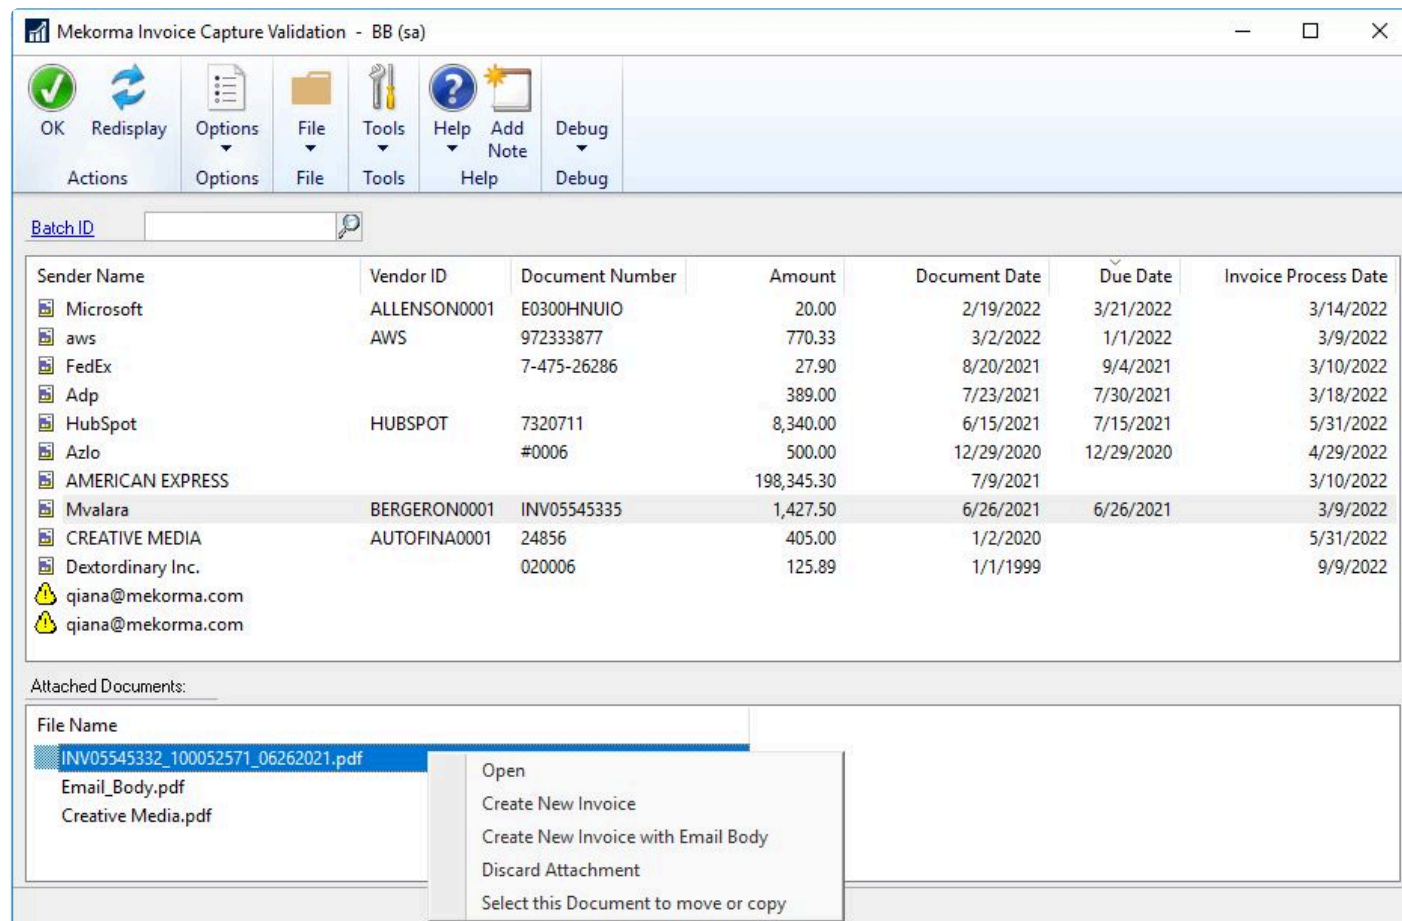 Mekorma Invoice Capture Validation - BB (sa)
OK Redisplay Options File Tools Help Add Note Debug
Actions Options File Tools Help Debug
Batch ID
Sender Name Vendor ID Document Number Amount Document Date Due Date Invoice Process Date
Microsoft ALLENSON0001 E0300HNUIO 20.00 2/19/2022 3/21/2022 3/14/2022
aws AWS 972333877 770.33 3/2/2022 1/1/2022 3/9/2022
FedEx 7-475-26286 27.90 8/20/2021 9/4/2021 3/10/2022
Adp 389.00 7/23/2021 7/30/2021 3/18/2022
HubSpot HUBSPOT 7320711 8,340.00 6/15/2021 7/15/2021 5/31/2022
Azlo #0006 500.00 12/29/2020 12/29/2020 4/29/2022
AMERICAN EXPRESS 198,345.30 7/9/2021 3/10/2022
Mvalara BERGERON0001 INV05545335 1,427.50 6/26/2021 6/26/2021 3/9/2022
CREATIVE MEDIA AUTOFINA0001 24856 405.00 1/2/2020 5/31/2022
Dextordinary Inc. 020006 125.89 1/1/1999 9/9/2022
qiana@mekorma.com
qiana@mekorma.com
Attached Documents:
File Name
INV05545332_100052571_06262021.pdf
Email_Body.pdf
Creative Media.pdf
Open
Create New Invoice
Create New Invoice with Email Body
Discard Attachment
Select this Document to move or copy